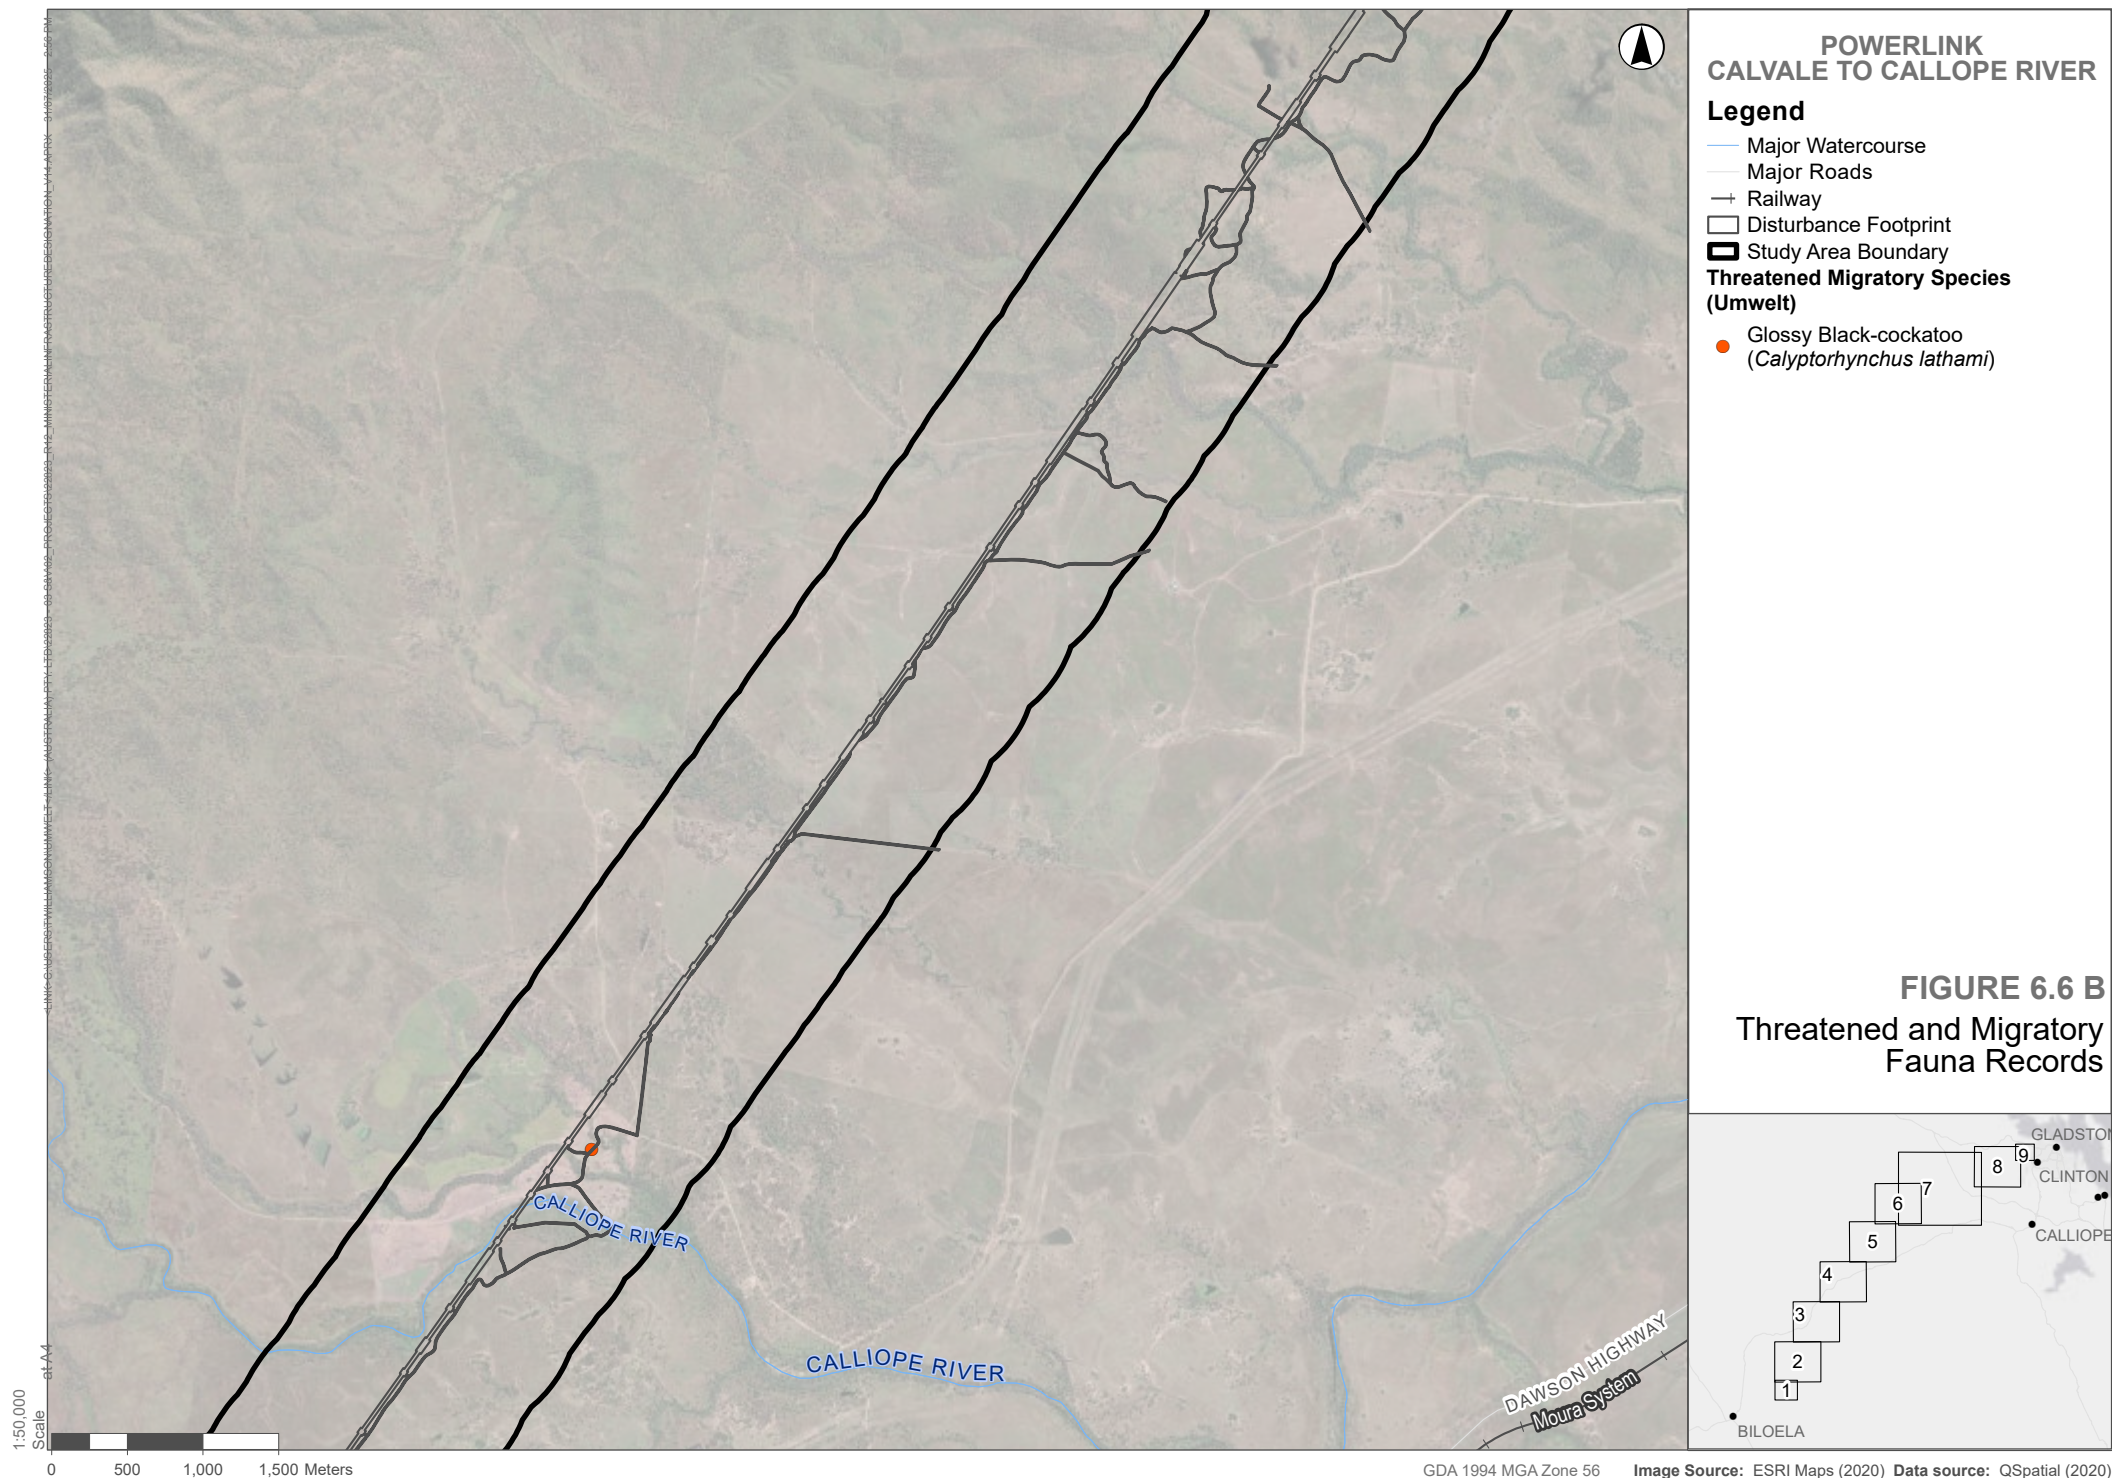 POWERLINK
CALVALE TO CALLOPE RIVER
Legend
Major Watercourse
Major Roads
Railway
Disturbance Footprint
Study Area Boundary
Threatened Migratory Species
(Umwelt)
Glossy Black-cockatoo
(Calyptorhynchus lathami)
FIGURE 6.6 B
Threatened and Migratory
Fauna Records
GLADSTON
9
8
CLINTON
7
6
CALLIOPE
5
4
3
2
1
BILOELA
CALLIOPE RIVER
CALLIOPE RIVER
DAWSON HIGHWAY
Moura System
Scale
1:50,000
at A4
0 500 1,000 1,500 Meters
GDA 1994 MGA Zone 56 Image Source: ESRI Maps (2020) Data source: QSpatial (2020)